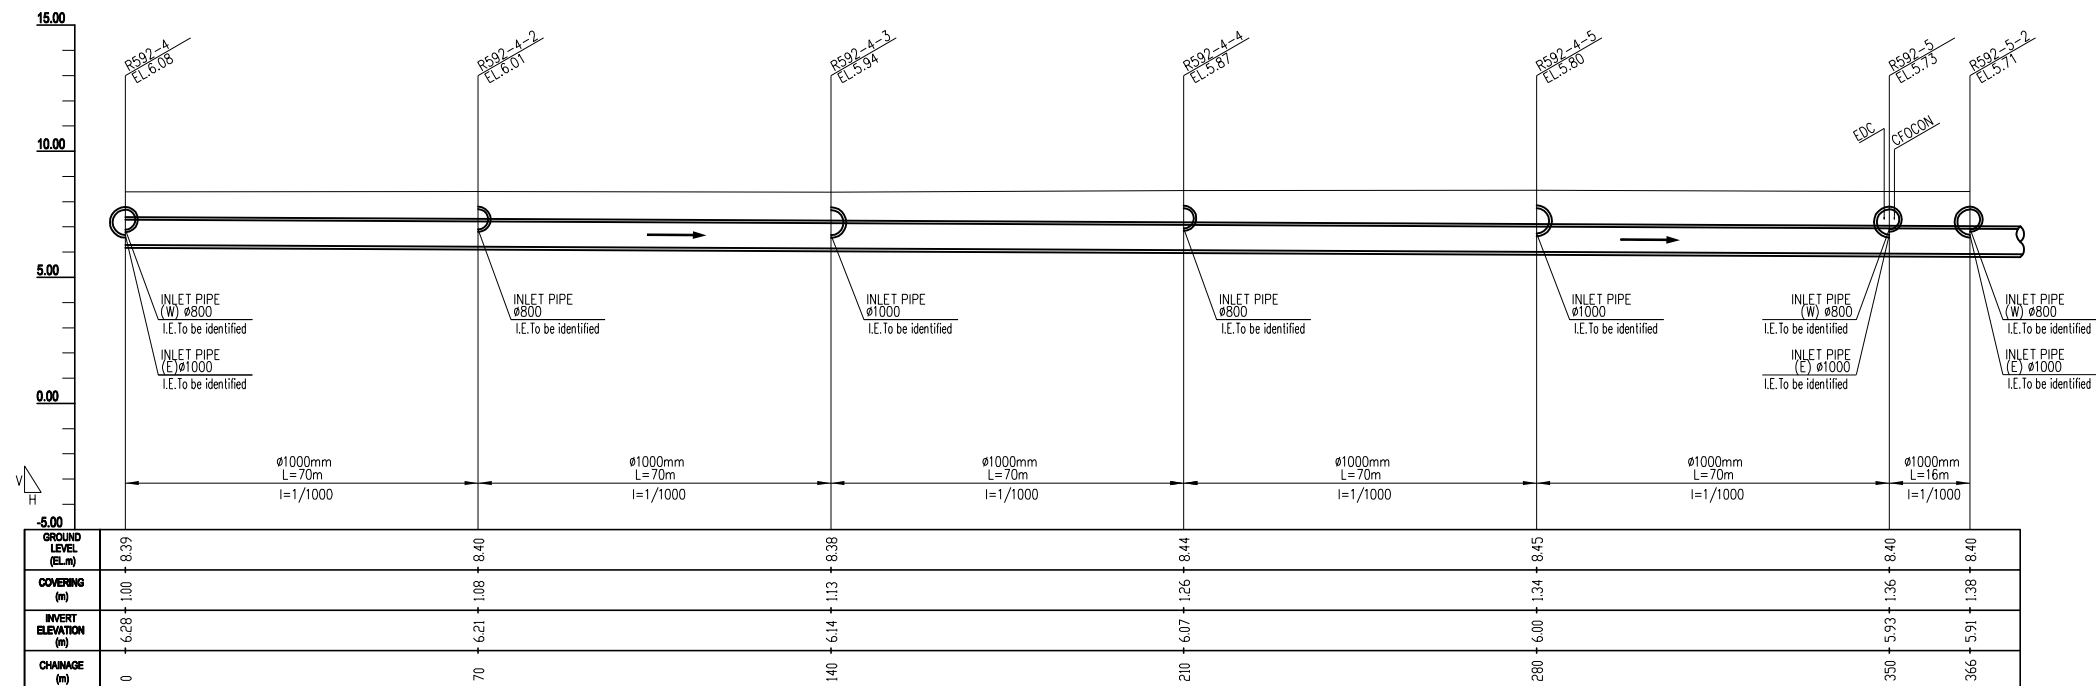 15.00
10.00
5.00
0.00
-5.00
R592-4
EL.6.08
R592-4-2
EL.6.01
R592-4-3
EL.5.94
R592-4-4
EL.5.87
R592-4-5
EL.5.80
R592-5
EL.5.73
R592-5-2
EL.5.71
EDC
CFOCON
INLET PIPE
(W) ø800
I.E.To be identified
INLET PIPE
(E)ø1000
I.E.To be identified
INLET PIPE
ø800
I.E.To be identified
INLET PIPE
ø1000
I.E.To be identified
INLET PIPE
ø800
I.E.To be identified
INLET PIPE
ø1000
I.E.To be identified
INLET PIPE
(W) ø800
I.E.To be identified
INLET PIPE
(E) ø1000
I.E.To be identified
INLET PIPE
(W) ø800
I.E.To be identified
INLET PIPE
(E) ø1000
I.E.To be identified
V
H
ø1000mm
L=70m
I=1/1000
ø1000mm
L=70m
I=1/1000
ø1000mm
L=70m
I=1/1000
ø1000mm
L=70m
I=1/1000
ø1000mm
L=70m
I=1/1000
ø1000mm
L=16m
I=1/1000
GROUND
LEVEL
(EL.m)
8.39 8.40 8.38 8.44 8.45 8.40 8.40
COVERING
(m)
1.00 1.08 1.13 1.26 1.34 1.36 1.38
INVERT
ELEVATION
(m)
6.28 6.21 6.14 6.07 6.00 5.93 5.91
CHAINAGE
(m)
0 70 140 210 280 350 366